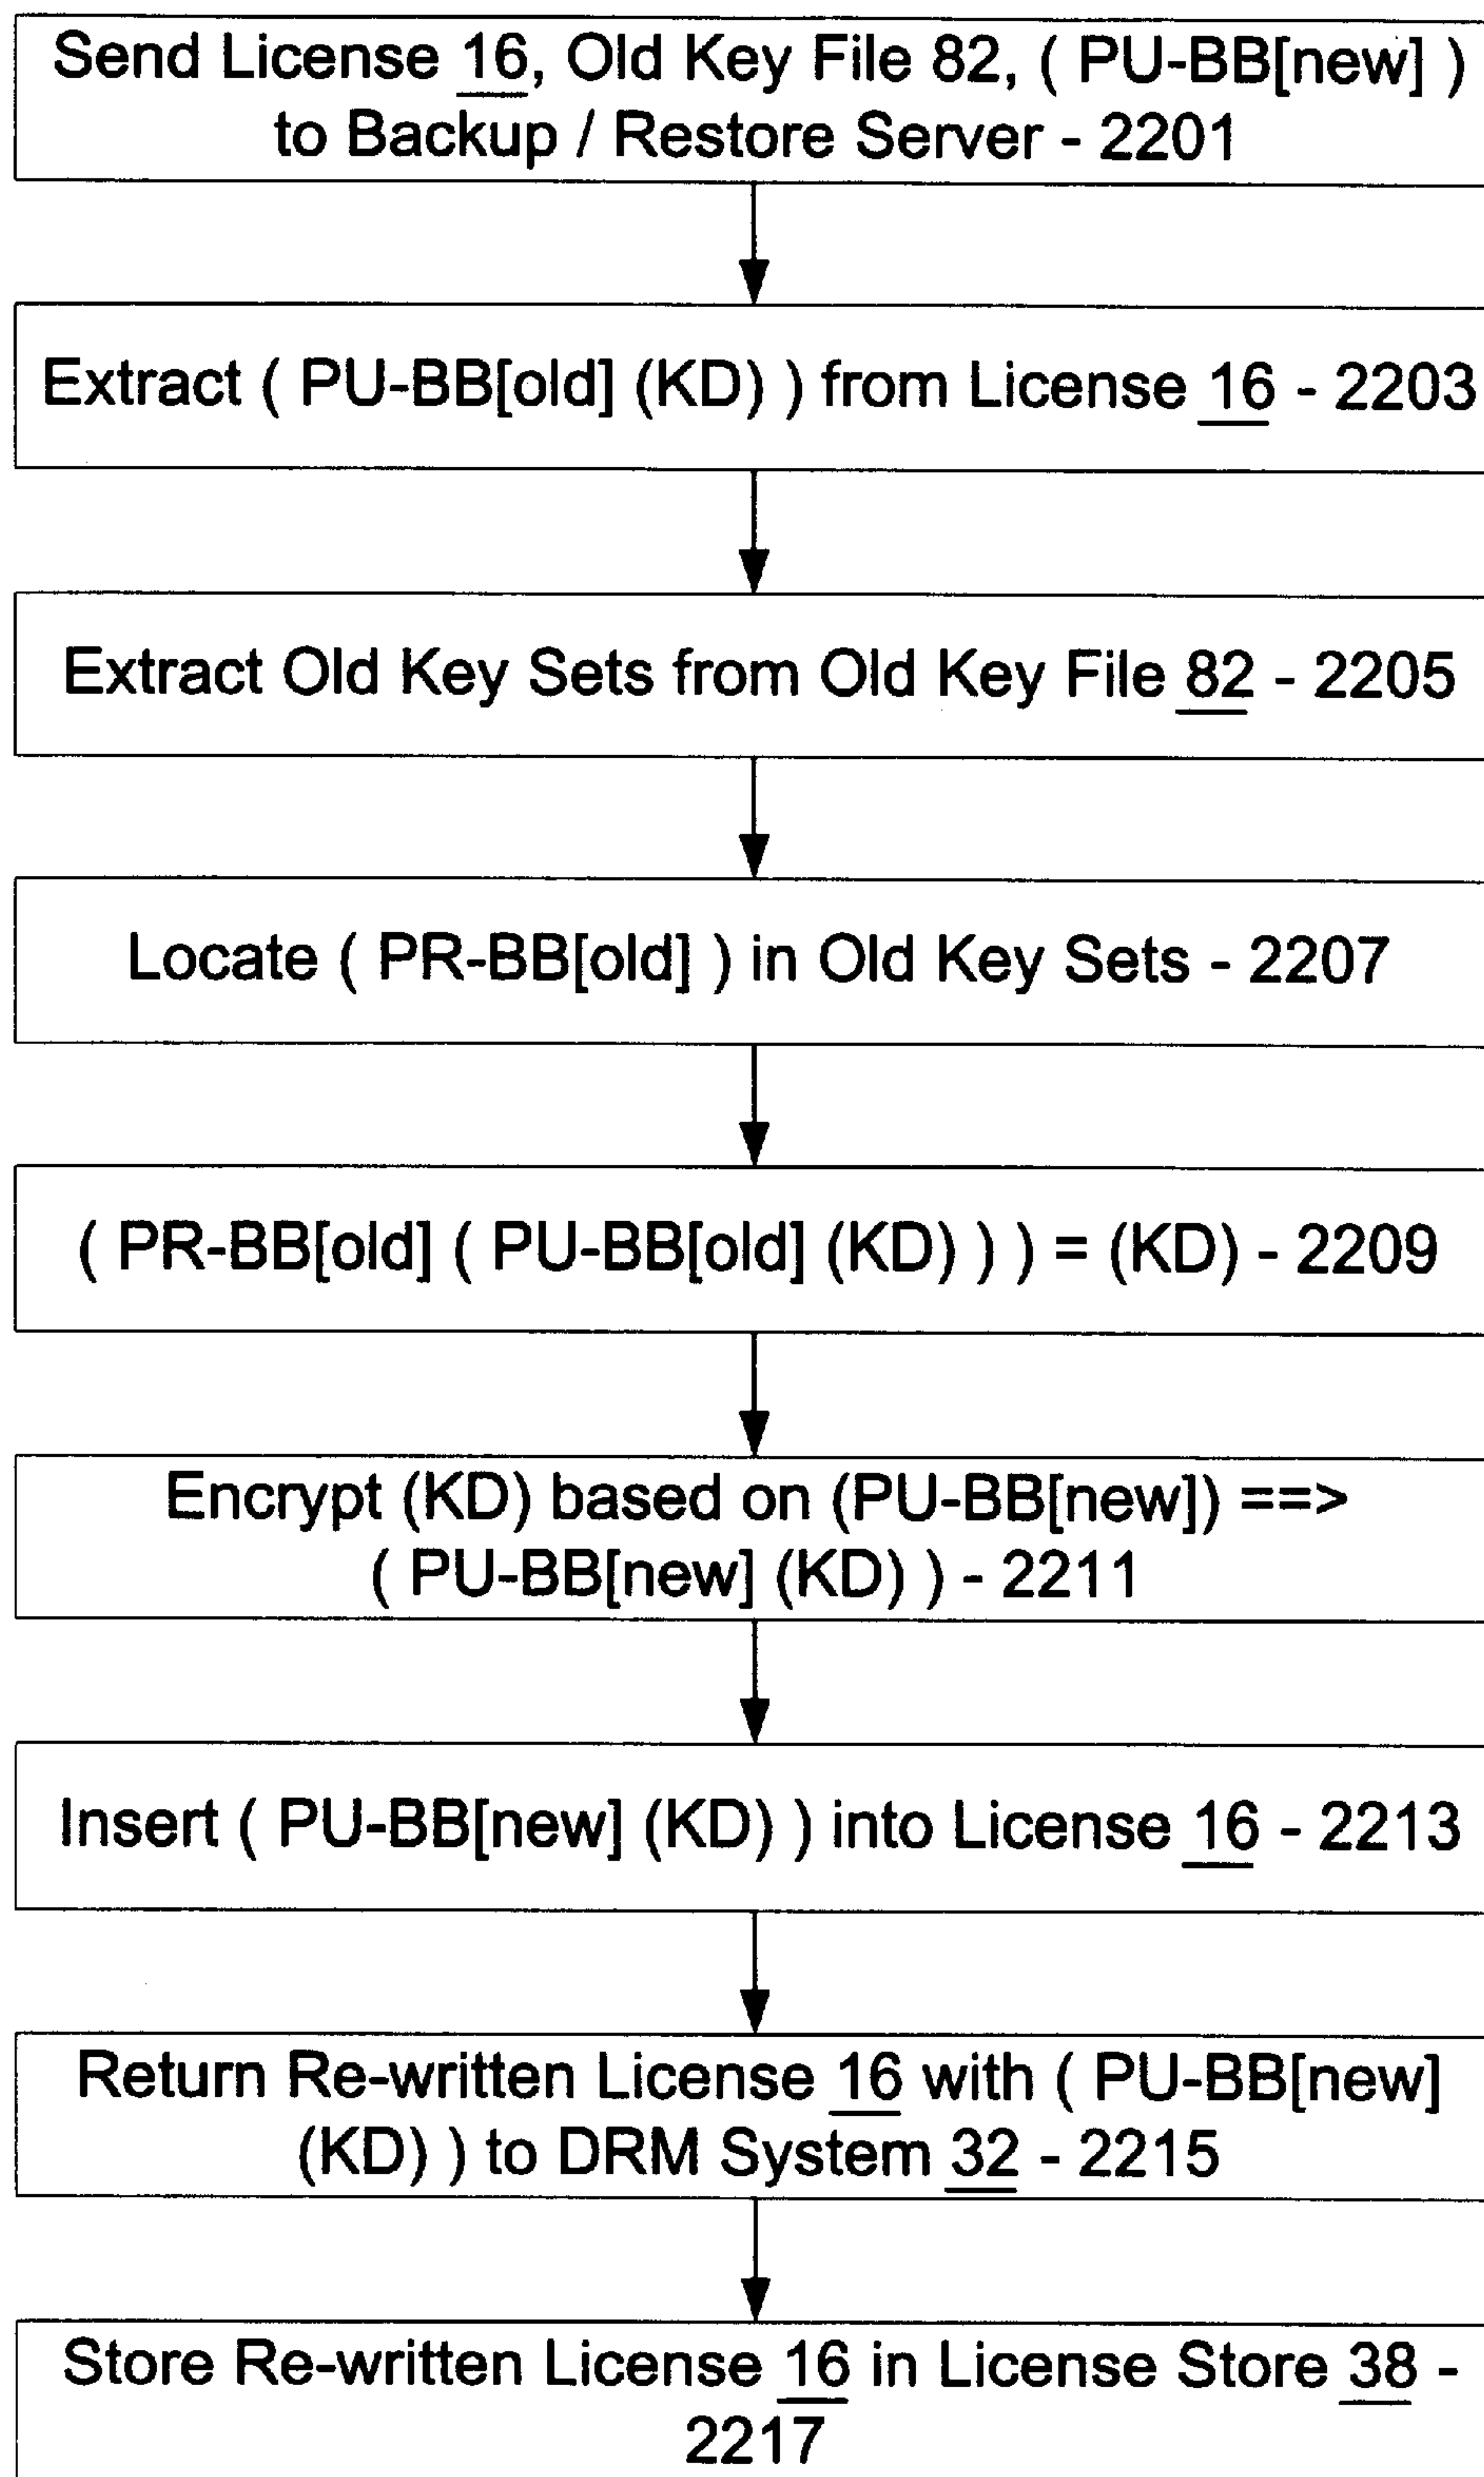 Send License 16, Old Key File 82, ( PU-BB[new] )
to Backup / Restore Server - 2201
Extract ( PU-BB[old] (KD) ) from License 16 - 2203
Extract Old Key Sets from Old Key File 82 - 2205
Locate ( PR-BB[old] ) in Old Key Sets - 2207
( PR-BB[old] ( PU-BB[old] (KD) ) ) = (KD) - 2209
Encrypt (KD) based on (PU-BB[new]) ==>
( PU-BB[new] (KD) ) - 2211
Insert ( PU-BB[new] (KD) ) into License 16 - 2213
Return Re-written License 16 with ( PU-BB[new]
(KD) ) to DRM System 32 - 2215
Store Re-written License 16 in License Store 38 -
2217